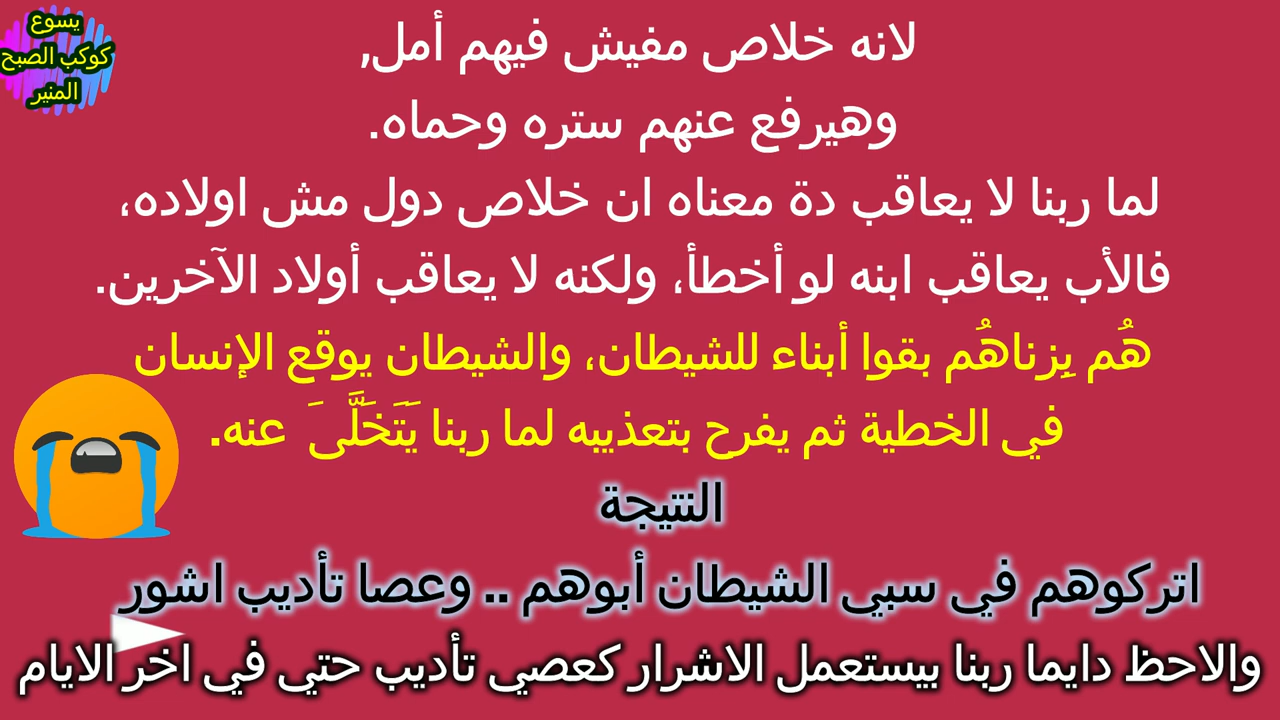 يسوع
كوكب الصبح
المنير
لانه خلاص مفيش فيهم أمل,
وهيرفع عنهم ستره وحماه.
لما ربنا لا يعاقب دة معناه ان خلاص دول مش اولاده،
فالأب يعاقب ابنه لو أخطأ، ولكنه لا يعاقب أولاد الآخرين.
هُم بِزناهُم بقوا أبناء للشيطان، والشيطان يوقع الإنسان
في الخطية ثم يفرح بتعذيبه لما ربنا يَتَخَلَّى َ عنه.
النتيجة
اتركوهم في سبي الشيطان أبوهم .. وعصا تأديب اشور
والاحظ دايما ربنا بيستعمل الاشرار كعصي تأديب حتي في اخر الايام